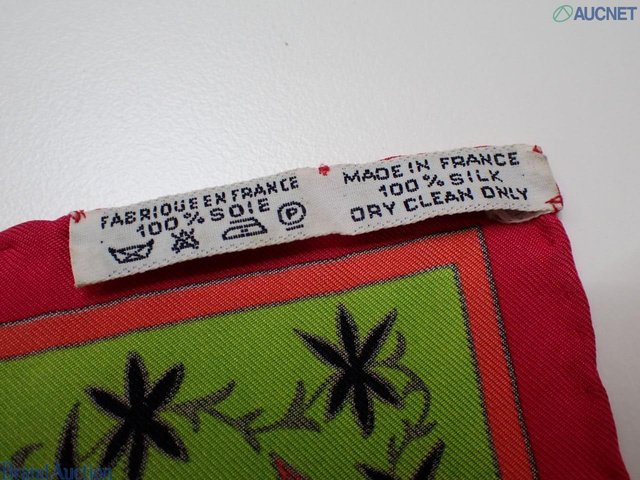 AUCNET
FABRIQUE EN FRANCE
100% SOIE
P
MADE IN FRANCE
100% SILK
DRY CLEAN ONLY
Brand Auction